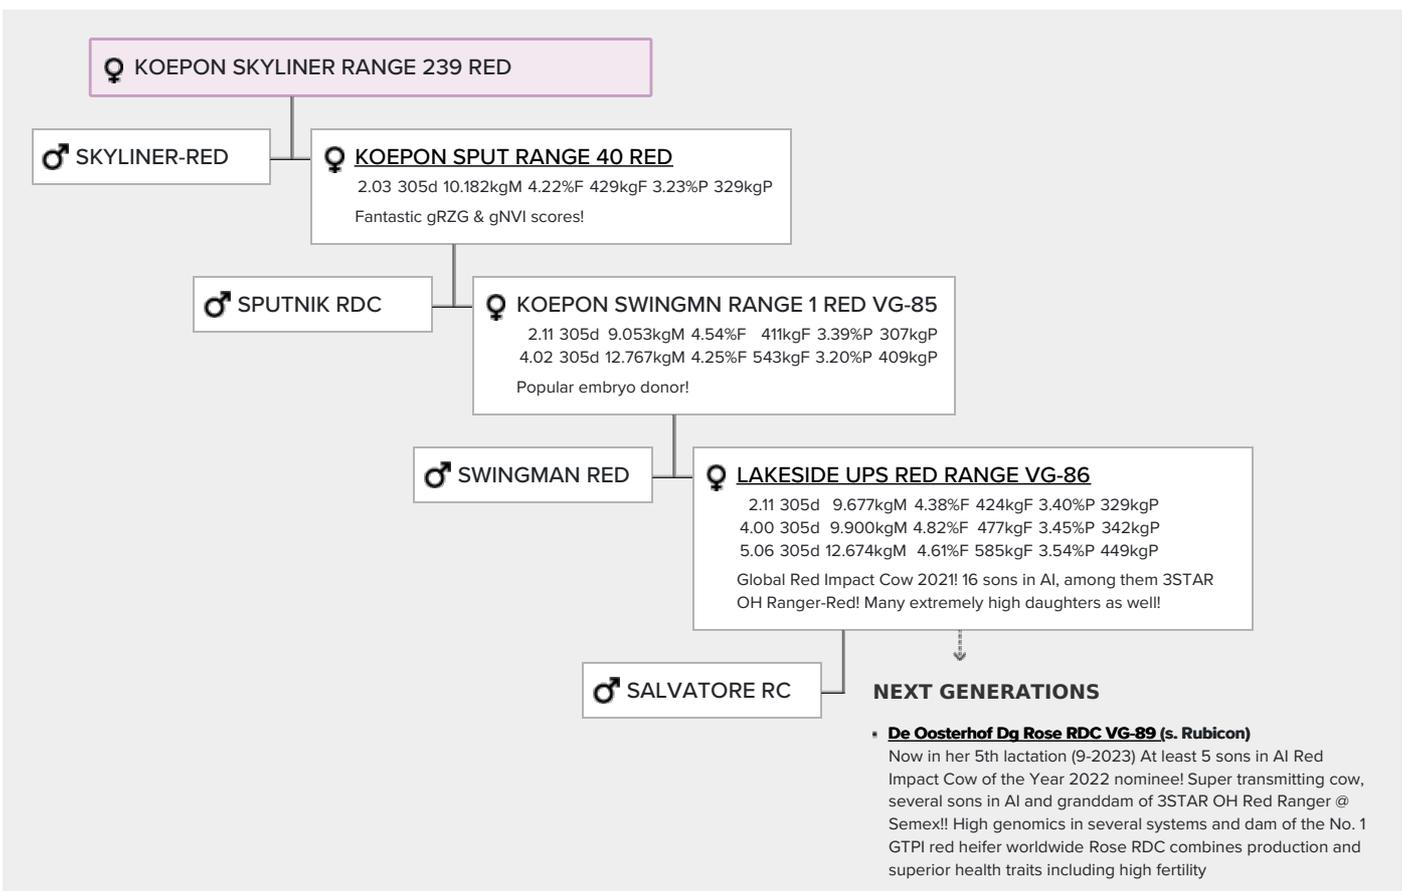 KOEPON SKYLINER RANGE 239 RED
SKYLINER-RED
KOEPON SPUT RANGE 40 RED
2.03 305d 10.182kgM 4.22%F 429kgF 3.23%P 329kgP
Fantastic gRZG & gNVI scores!
SPUTNIK RDC
KOEPON SWINGMN RANGE 1 RED VG-85
2.11 305d 9.053kgM 4.54%F 411kgF 3.39%P 307kgP
4.02 305d 12.767kgM 4.25%F 543kgF 3.20%P 409kgP
Popular embryo donor!
SWINGMAN RED
LAKESIDE UPS RED RANGE VG-86
2.11 305d 9.677kgM 4.38%F 424kgF 3.40%P 329kgP
4.00 305d 9.900kgM 4.82%F 477kgF 3.45%P 342kgP
5.06 305d 12.674kgM 4.61%F 585kgF 3.54%P 449kgP
Global Red Impact Cow 2021! 16 sons in AI, among them 3STAR
OH Ranger-Red! Many extremely high daughters as well!
SALVATORE RC
NEXT GENERATIONS
De Oosterhof Dg Rose RDC VG-89 (s. Rubicon)
Now in her 5th lactation (9-2023) At least 5 sons in AI Red
Impact Cow of the Year 2022 nominee! Super transmitting cow,
several sons in AI and granddam of 3STAR OH Red Ranger @
Semex!! High genomics in several systems and dam of the No. 1
GTPI red heifer worldwide Rose RDC combines production and
superior health traits including high fertility